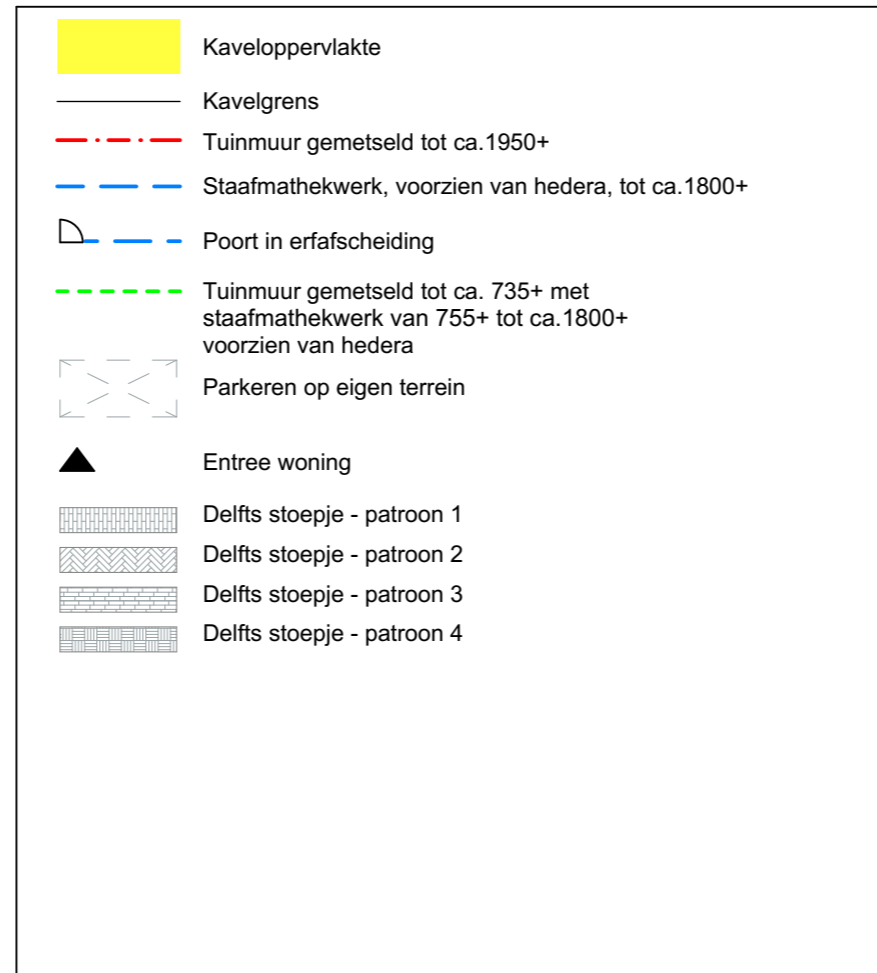 Kaveloppervlakte
Kavelgrens
Tuinmuur gemetseld tot ca.1950+
Staafmathekwerk, voorzien van hedera, tot ca.1800+
Poort in erfafscheiding
Tuinmuur gemetseld tot ca. 735+ met
staafmathekwerk van 755+ tot ca.1800+
voorzien van hedera
Parkeren op eigen terrein
Entree woning
Delfts stoepje - patroon 1
Delfts stoepje - patroon 2
Delfts stoepje - patroon 3
Delfts stoepje - patroon 4